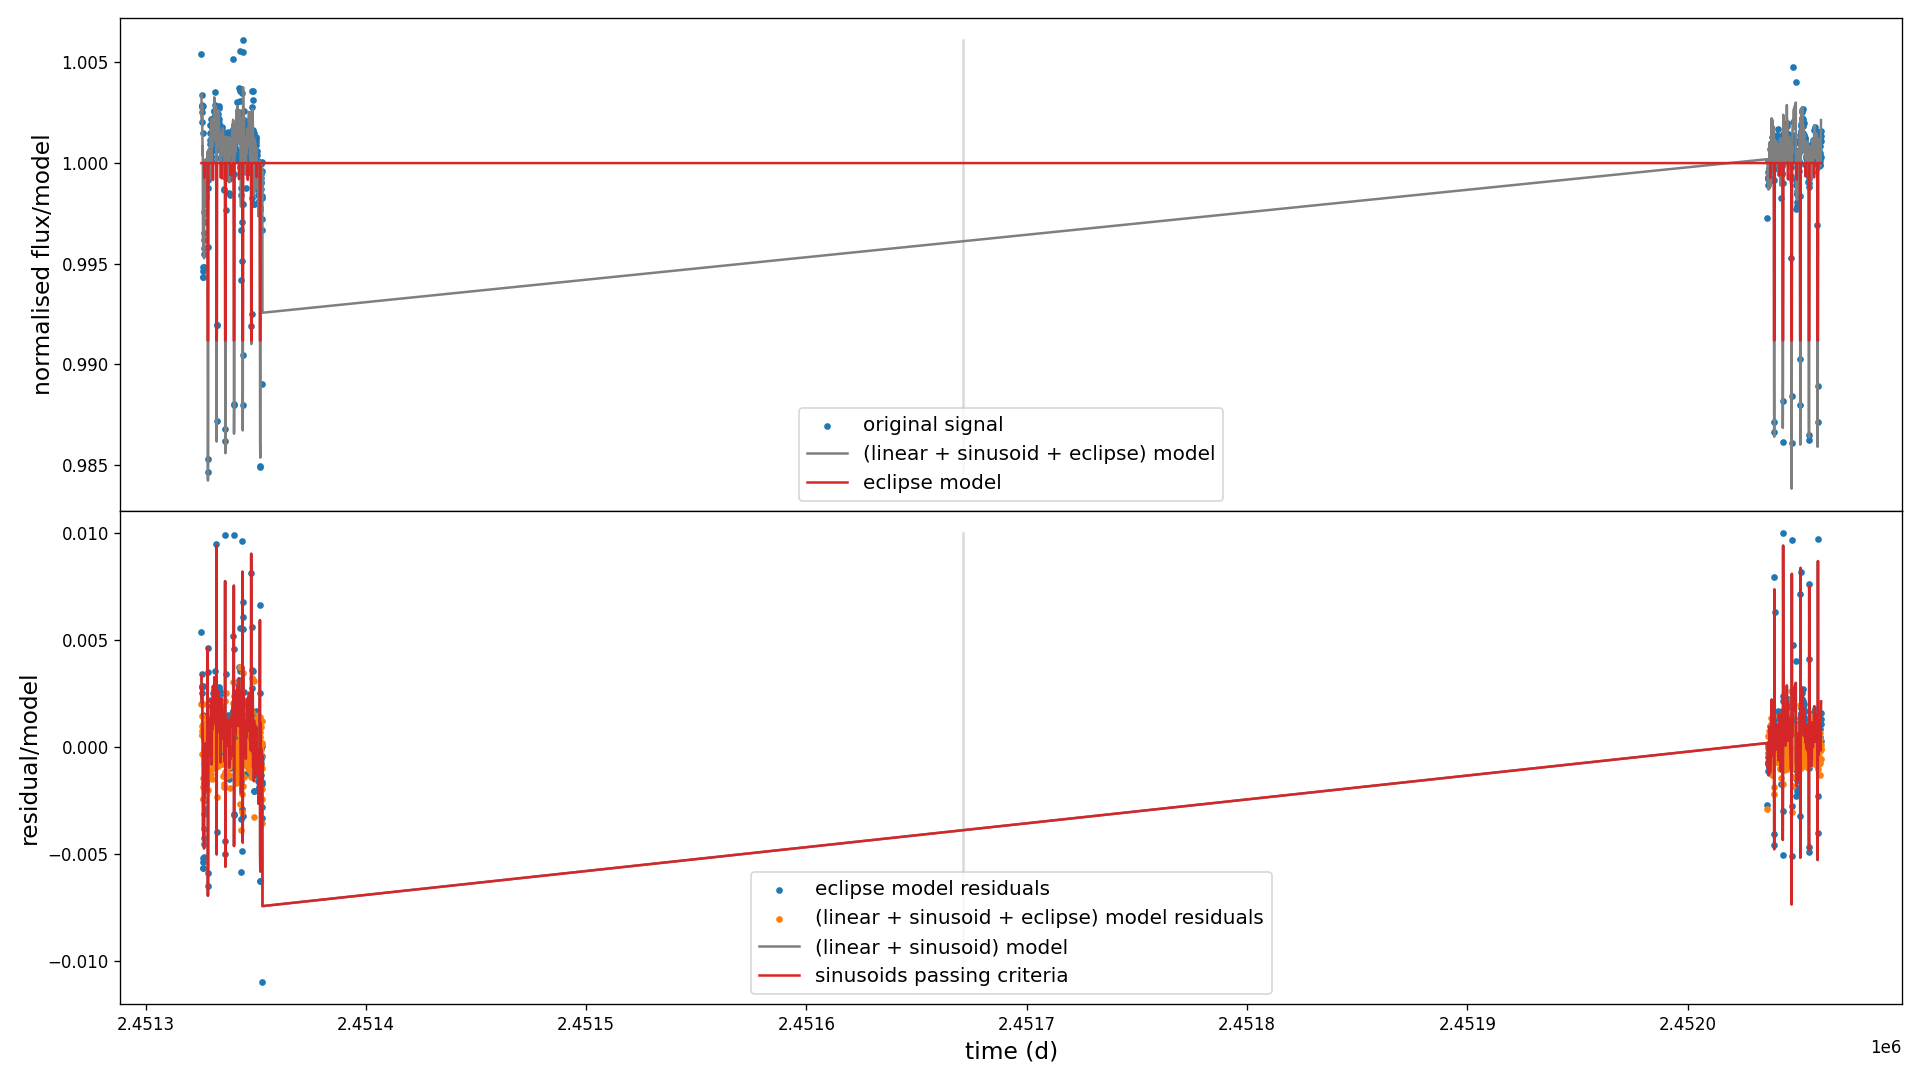 1.005
1.000
0.995
0.990
0.985
normalised flux/model
original signal
(linear + sinusoid + eclipse) model
eclipse model
0.010
0.005
0.000
−0.005
−0.010
residual/model
eclipse model residuals
(linear + sinusoid + eclipse) model residuals
(linear + sinusoid) model
sinusoids passing criteria
2.4513 2.4514 2.4515 2.4516 2.4517 2.4518 2.4519 2.4520
1e6
time (d)